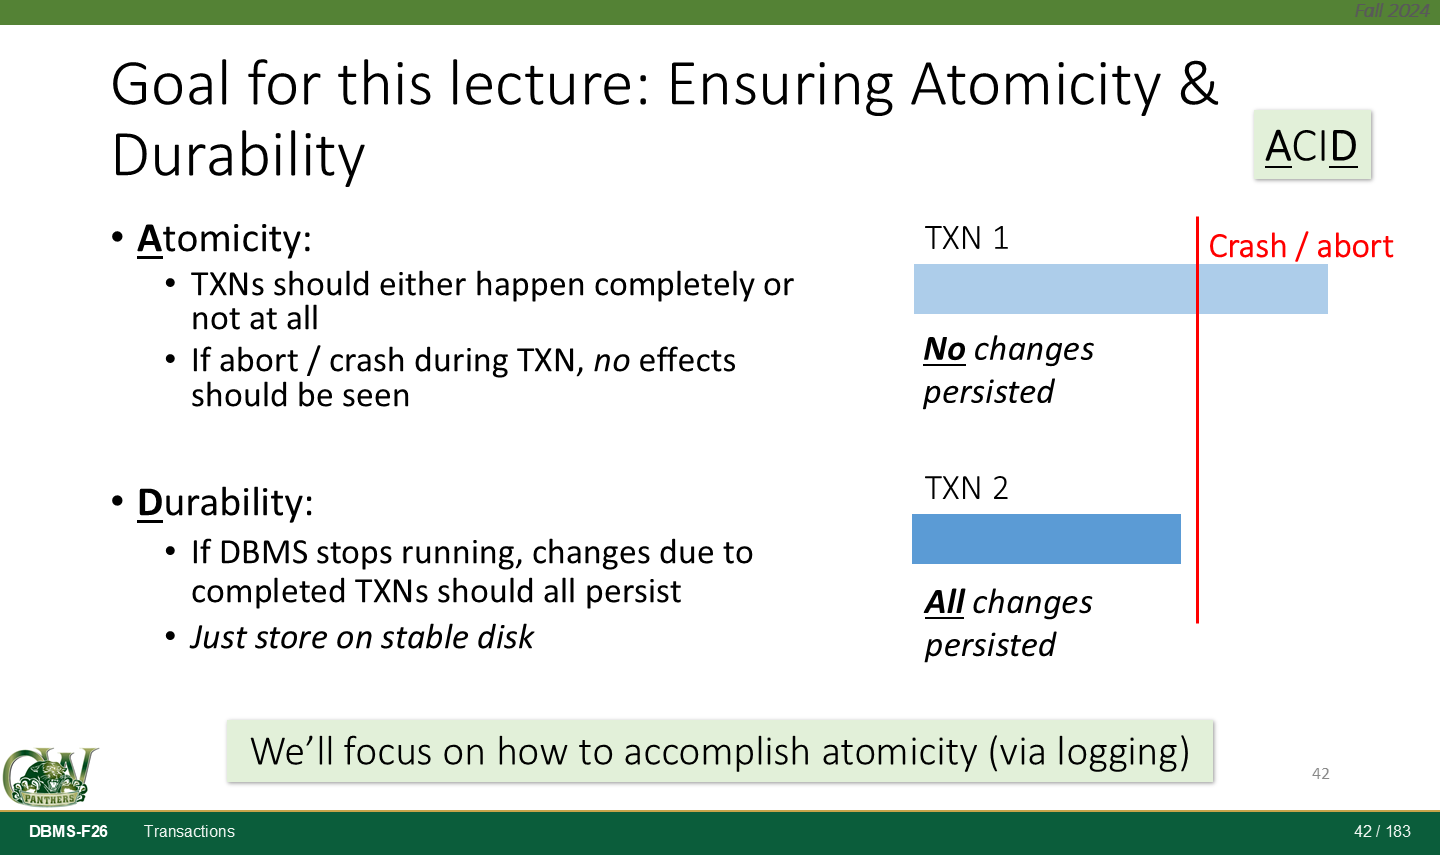 Fall 2024
Goal for this lecture: Ensuring Atomicity &
Durability
ACID
• Atomicity:
• TXNs should either happen completely or
not at all
• If abort / crash during TXN, no effects
should be seen
• Durability:
• If DBMS stops running, changes due to
completed TXNs should all persist
• Just store on stable disk
TXN 1
Crash / abort
No changes
persisted
TXN 2
All changes
persisted
We’ll focus on how to accomplish atomicity (via logging)
42
OW
PANTHERS
DBMS-F26 Transactions 42 / 183